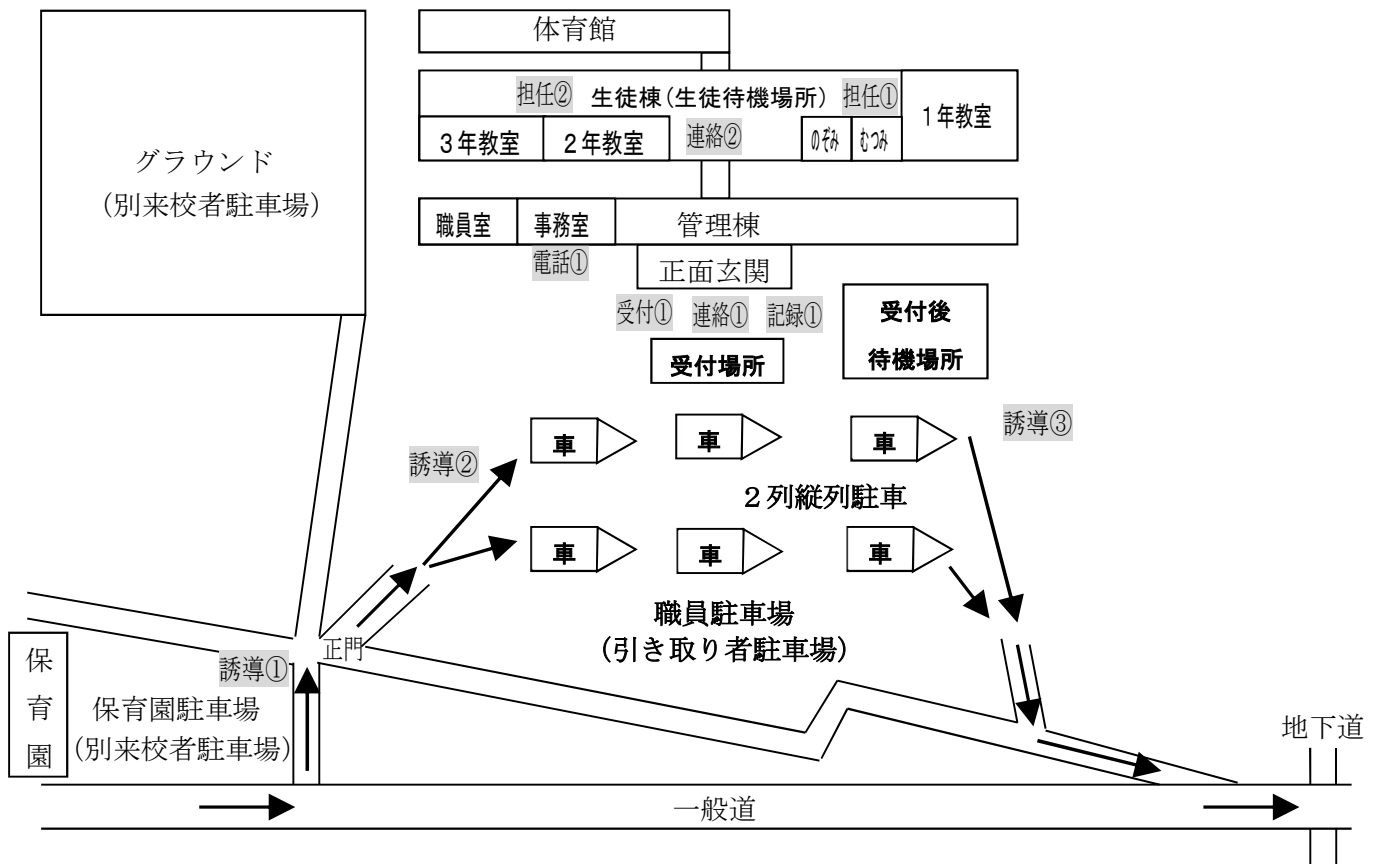 体育館
担任②
生徒棟(生徒待機場所)
担任①
1年教室
3年教室
2年教室
連絡②
のぞみ
むつみ
グラウンド
(別来校者駐車場)
職員室
事務室
管理棟
電話①
正面玄関
受付①
連絡①
記録①
受付後
待機場所
受付場所
車
車
車
誘導③
誘導②
2列縦列駐車
車
車
車
職員駐車場
(引き取り者駐車場)
正門
誘導①
保育園
保育園駐車場
(別来校者駐車場)
地下道
一般道